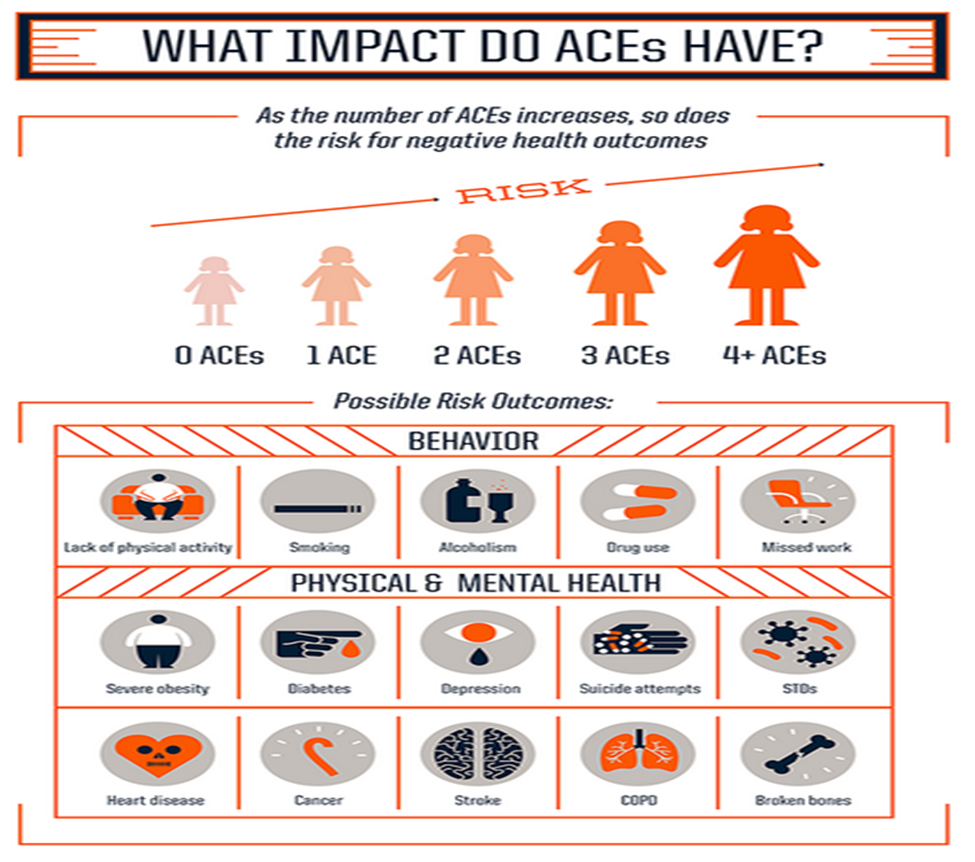 WHAT IMPACT DO ACEs HAVE?
As the number of ACEs increases, so does
the risk for negative health outcomes
RISK
0 ACEs 1 ACE 2 ACEs 3 ACEs 4+ ACEs
Possible Risk Outcomes:
BEHAVIOR
Lack of physical activity Smoking Alcoholism Drug use Missed work
PHYSICAL & MENTAL HEALTH
Severe obesity Diabetes Depression Suicide attempts STDs
Heart disease Cancer Stroke COPD Broken bones